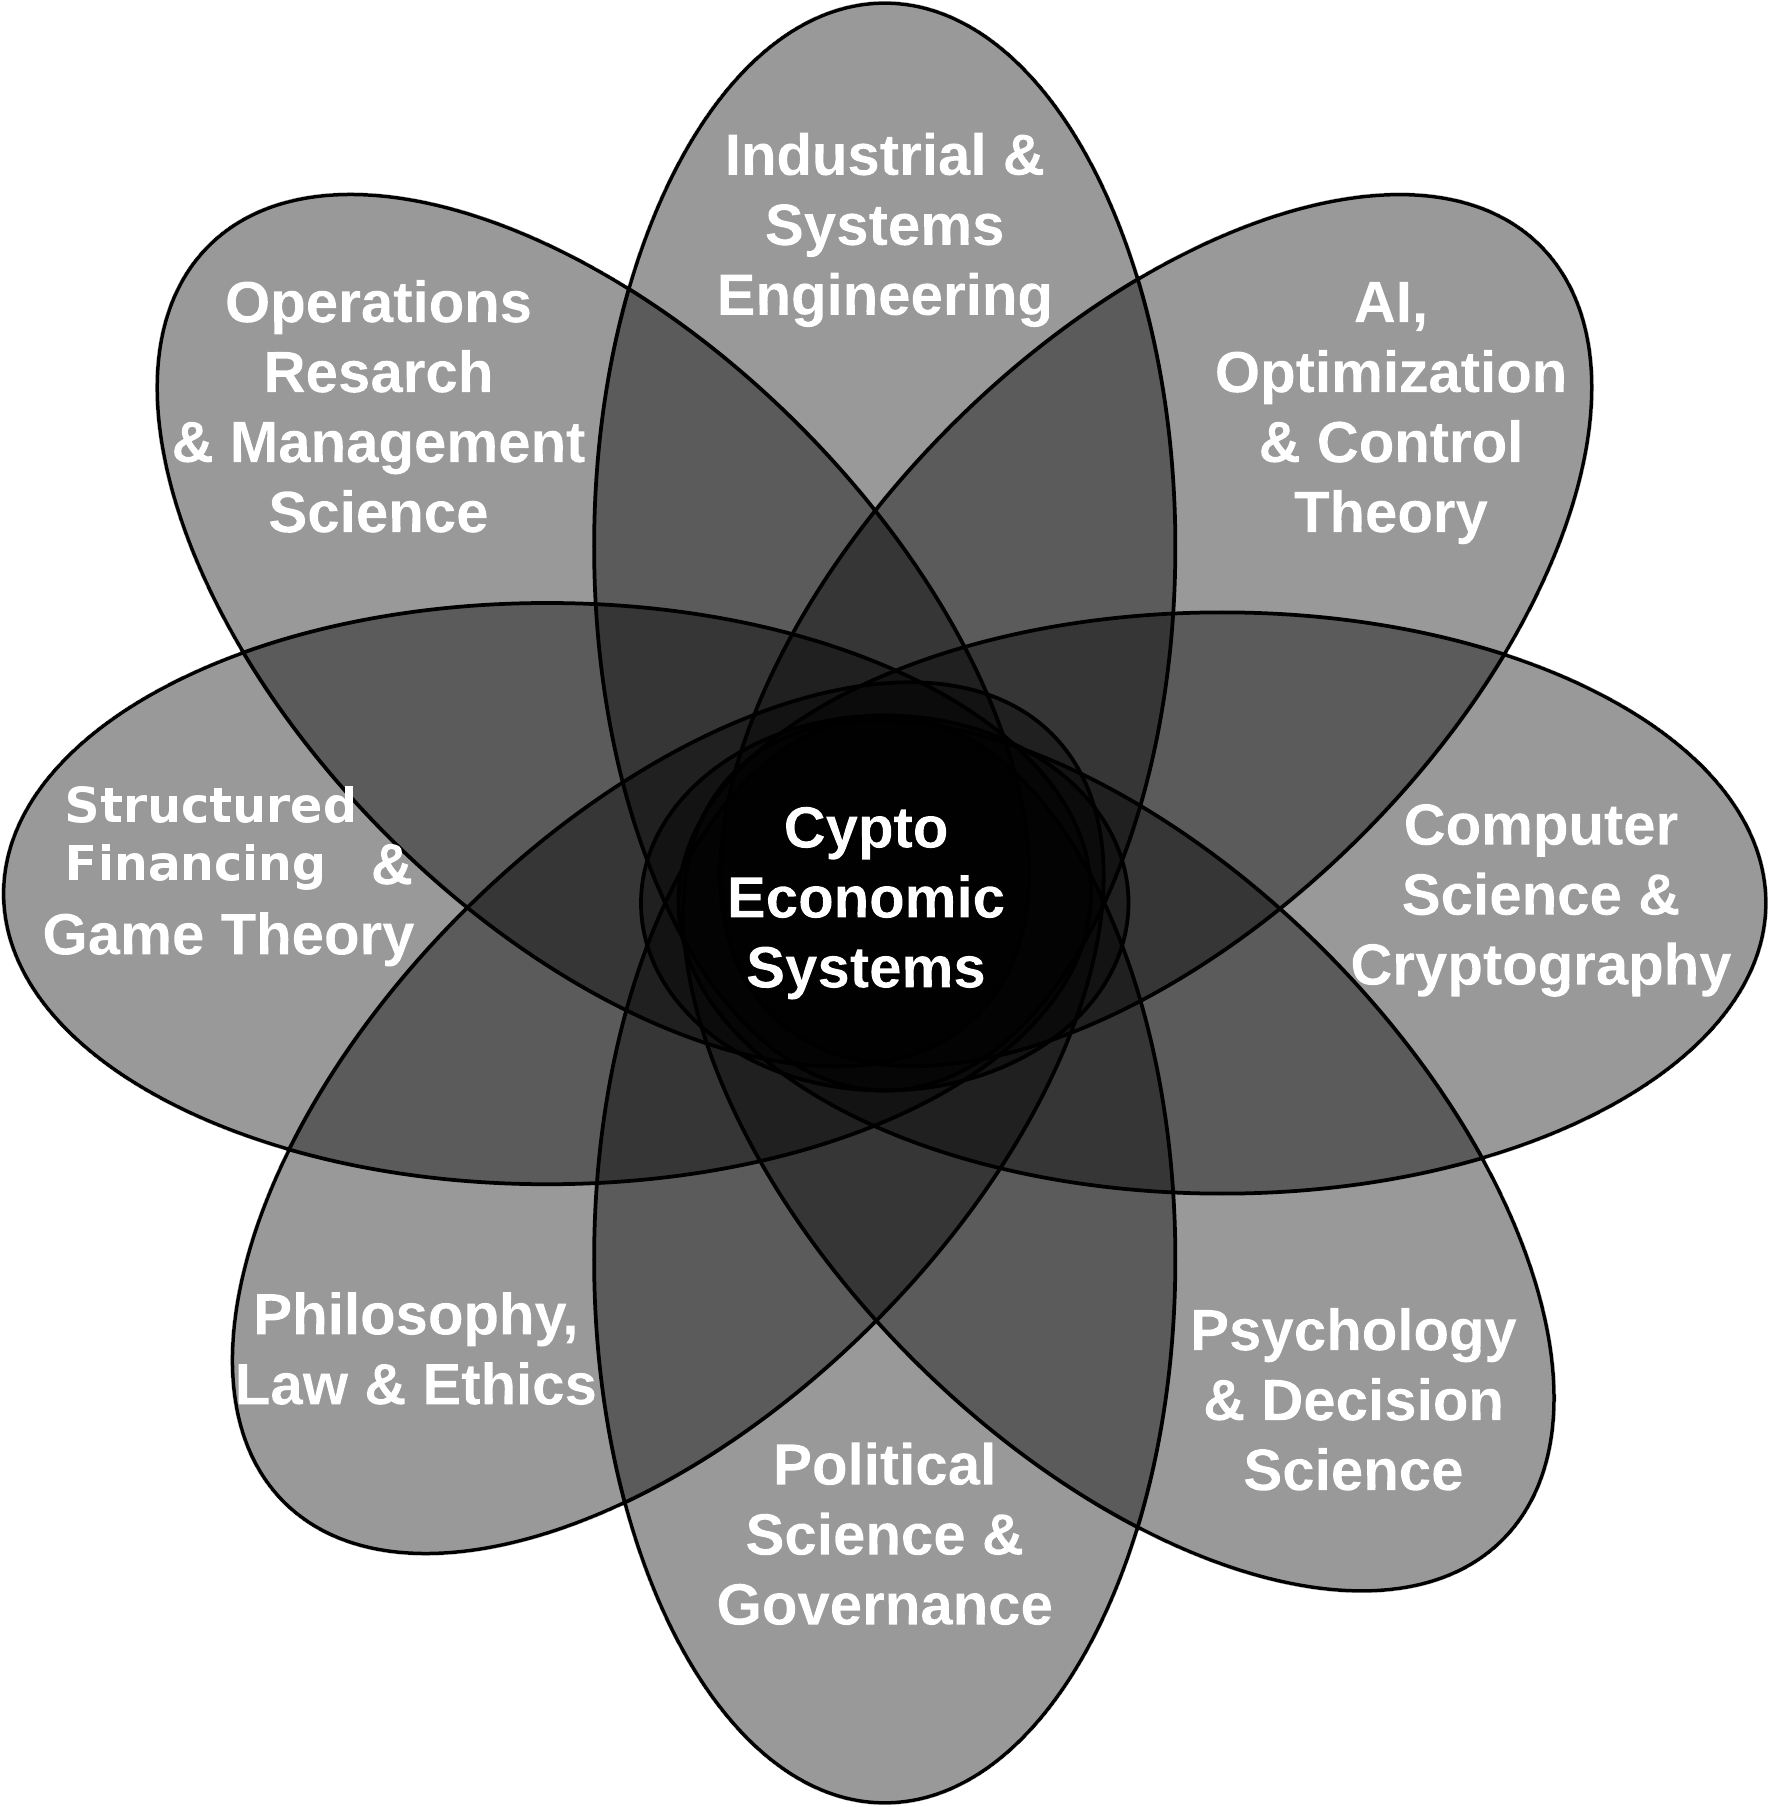 Industrial &
Systems
Engineering
Operations
Resarch
& Management
Science
AI,
Optimization
& Control
Theory
Structured
Financing &
Game Theory
Cypto
Economic
Systems
Computer
Science &
Cryptography
Philosophy,
Law & Ethics
Psychology
& Decision
Science
Political
Science &
Governance